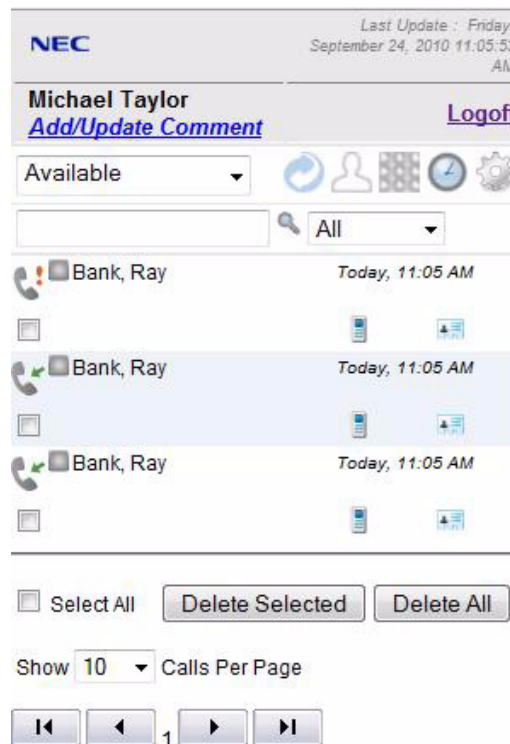 NEC
Last Update : Friday
September 24, 2010 11:05:53
AM
Michael Taylor
Add/Update Comment
Logoff
Available
All
Bank, Ray
Today, 11:05 AM
Bank, Ray
Today, 11:05 AM
Bank, Ray
Today, 11:05 AM
Select All
Delete Selected
Delete All
Show 10 Calls Per Page
1